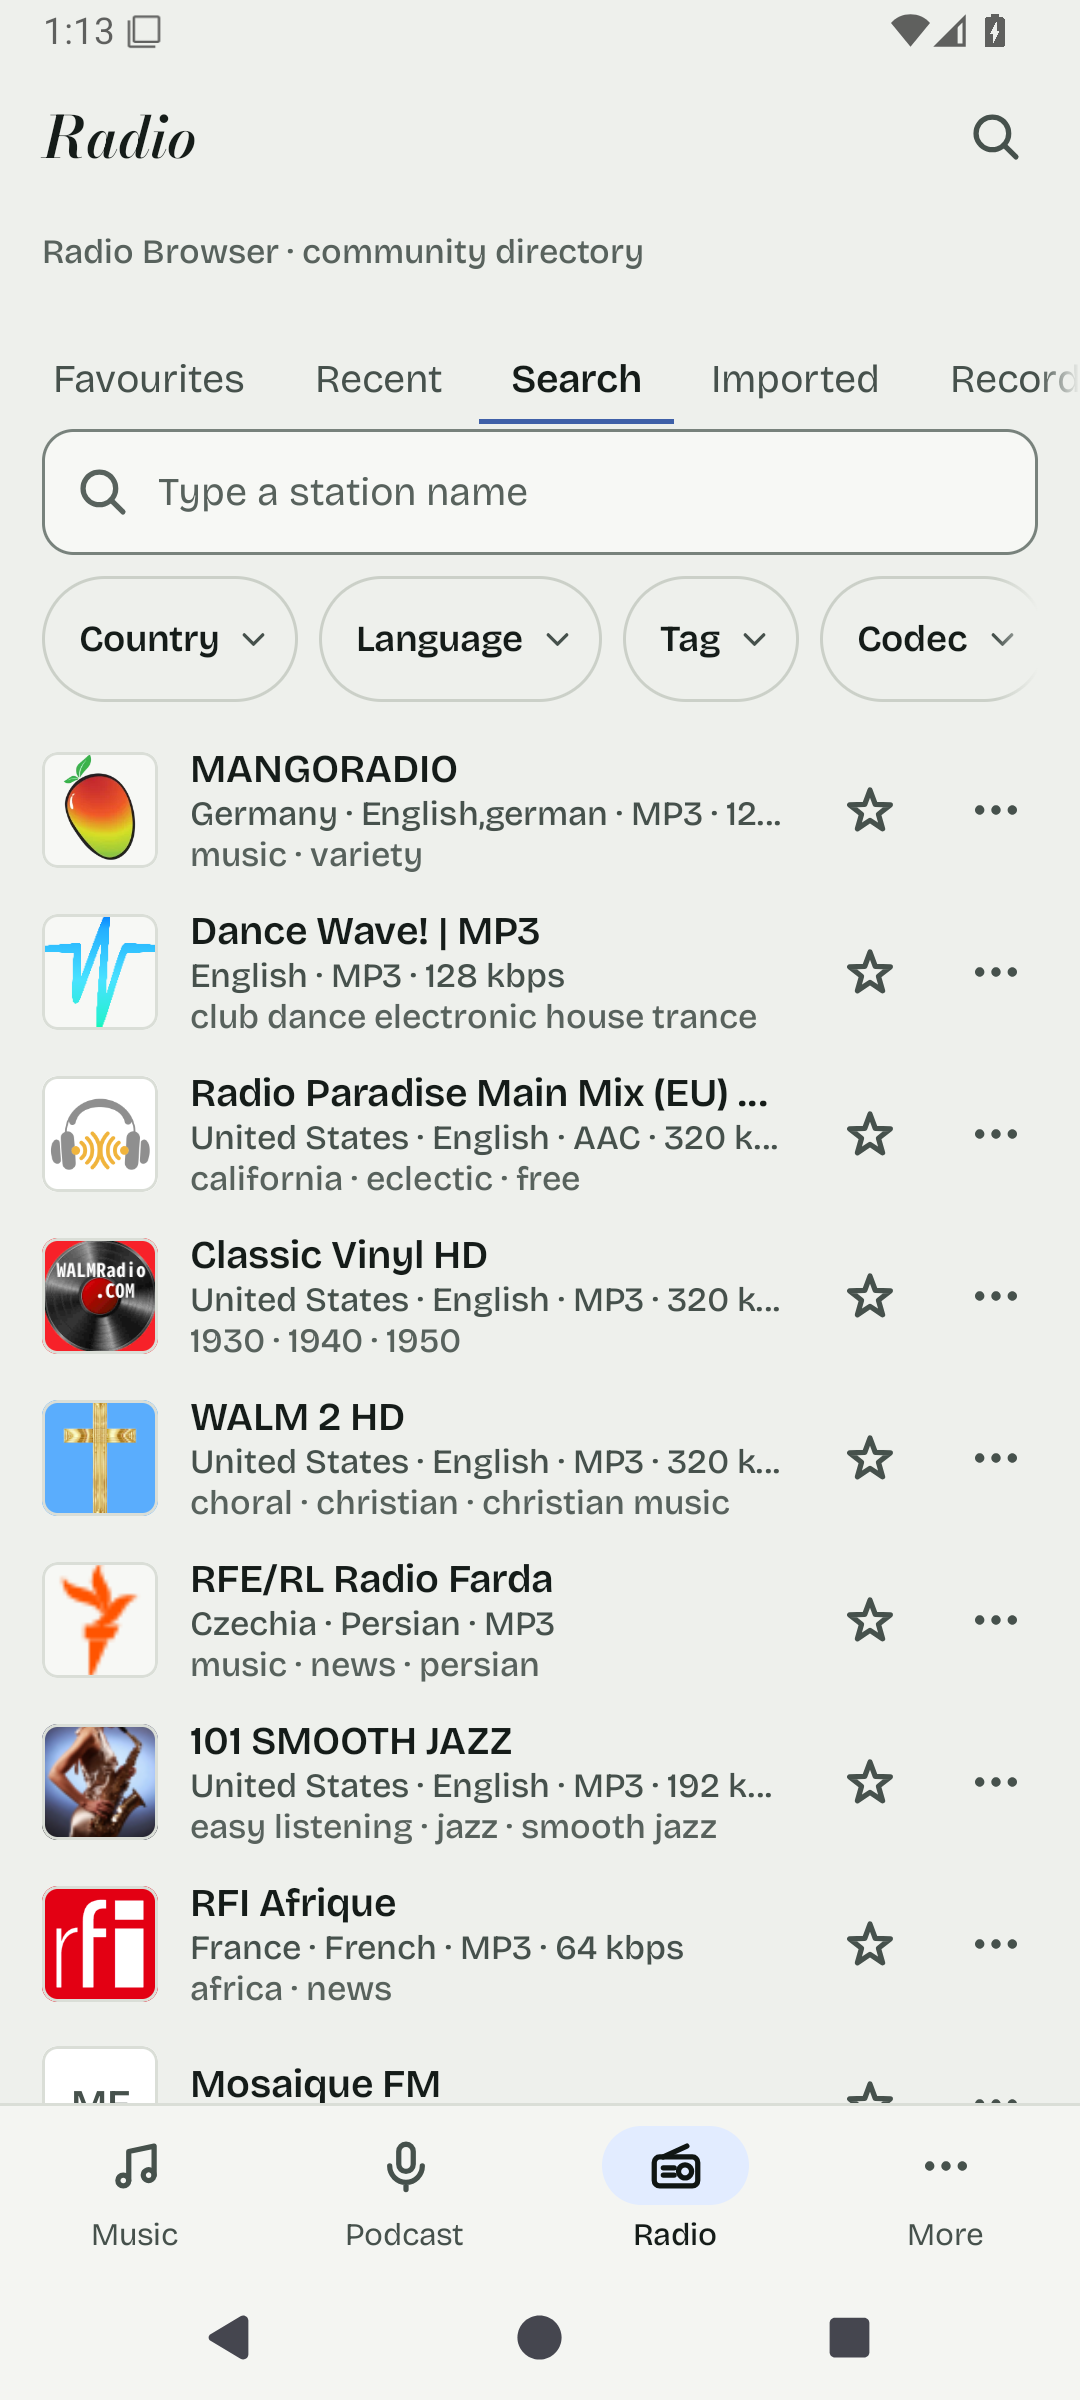 1:13
Radio
Radio Browser · community directory
Favourites Recent Search Imported Record
Type a station name
Country Language Tag Codec
MANGORADIO
Germany · English,german · MP3 · 12...
music · variety
Dance Wave! | MP3
English · MP3 · 128 kbps
club dance electronic house trance
Radio Paradise Main Mix (EU) ...
United States · English · AAC · 320 k...
california · eclectic · free
WALMRadio
.COM
Classic Vinyl HD
United States · English · MP3 · 320 k...
1930 · 1940 · 1950
WALM 2 HD
United States · English · MP3 · 320 k...
choral · christian · christian music
RFE/RL Radio Farda
Czechia · Persian · MP3
music · news · persian
101 SMOOTH JAZZ
United States · English · MP3 · 192 k...
easy listening · jazz · smooth jazz
rfi
RFI Afrique
France · French · MP3 · 64 kbps
africa · news
MF
Mosaique FM
Music Podcast Radio More